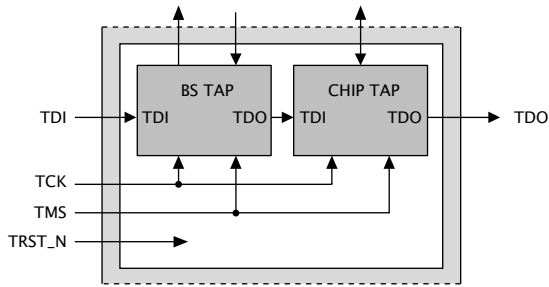 BS TAP CHIP TAP
TDI TDI TDO TDI TDO TDO
TCK
TMS
TRST_N